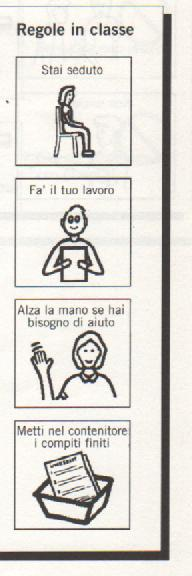 Regole in classe
Stai seduto
Fa' il tuo lavoro
Alza la mano se hai
bisogno di aiuto
Metti nel contenitore
i compiti finiti